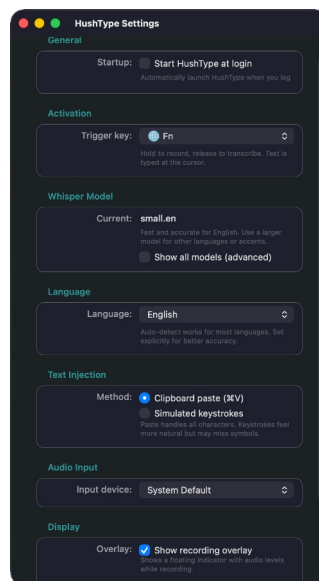 HushType Settings
General
Startup: Start HushType at login
Automatically launch HushType when you log
Activation
Trigger key: Fn
Hold to record, release to transcribe. Text is
typed at the cursor.
Whisper Model
Current: small.en
Fast and accurate for English. Use a larger
model for other languages or accents.
Show all models (advanced)
Language
Language: English
Auto-detect works for most languages. Set
explicitly for better accuracy.
Text Injection
Method: Clipboard paste (⌘V)
Simulated keystrokes
Paste handles all characters. Keystrokes feel
more natural but may miss symbols.
Audio Input
Input device: System Default
Display
Overlay: Show recording overlay
Shows a floating indicator with audio levels
while recording.